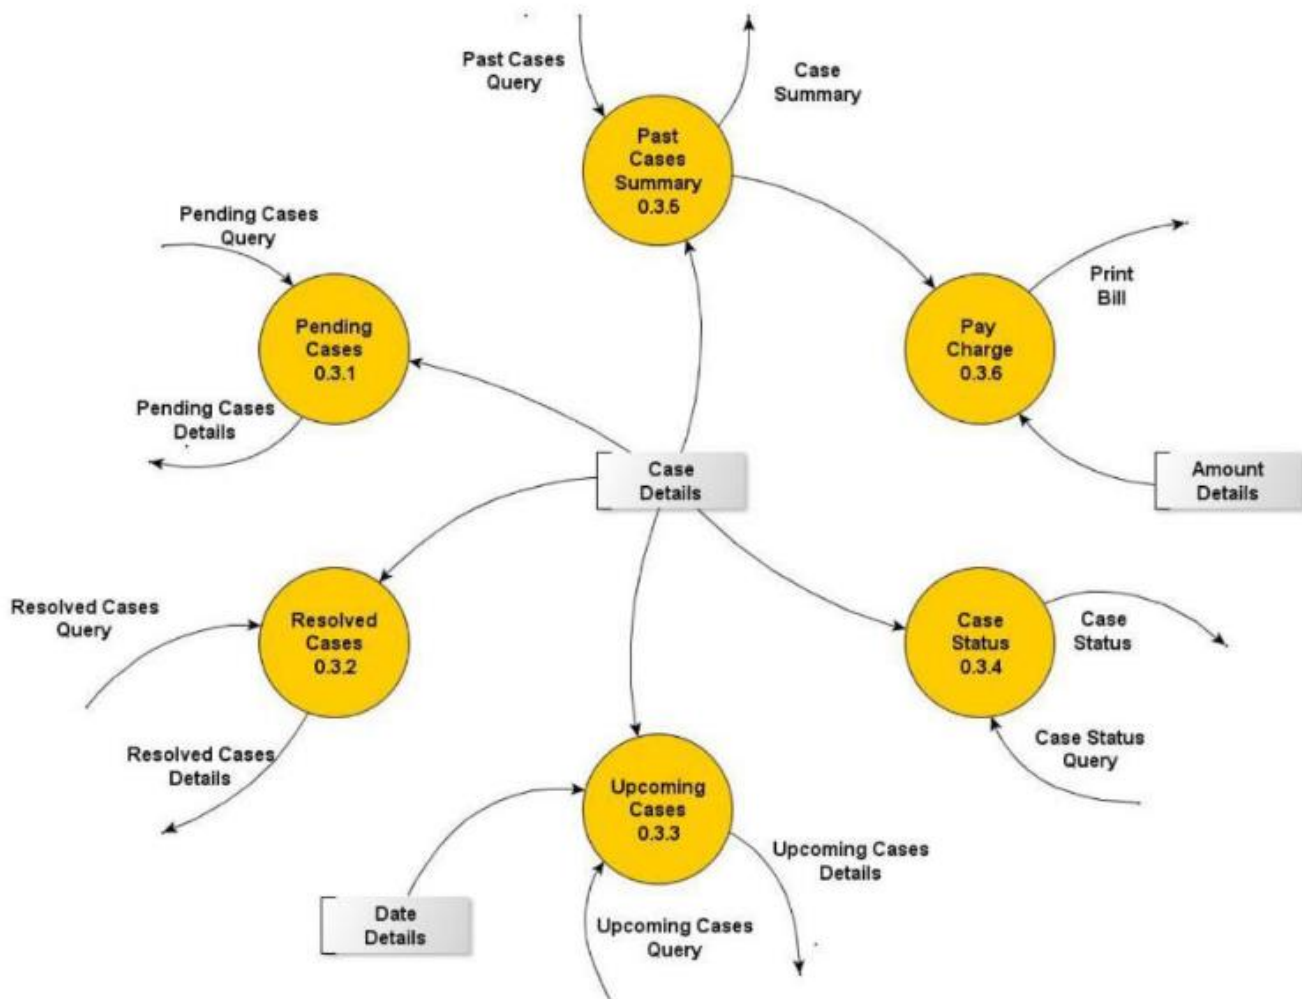 Past Cases
Query
Case
Summary
Past
Cases
Summary
0.3.5
Pending Cases
Query
Print
Bill
Pending
Cases
0.3.1
Pay
Charge
0.3.6
Pending Cases
Details
Case
Details
Amount
Details
Resolved Cases
Query
Resolved
Cases
0.3.2
Case
Status
0.3.4
Case
Status
Resolved Cases
Details
Case Status
Query
Upcoming
Cases
0.3.3
Upcoming Cases
Details
Date
Details
Upcoming Cases
Query